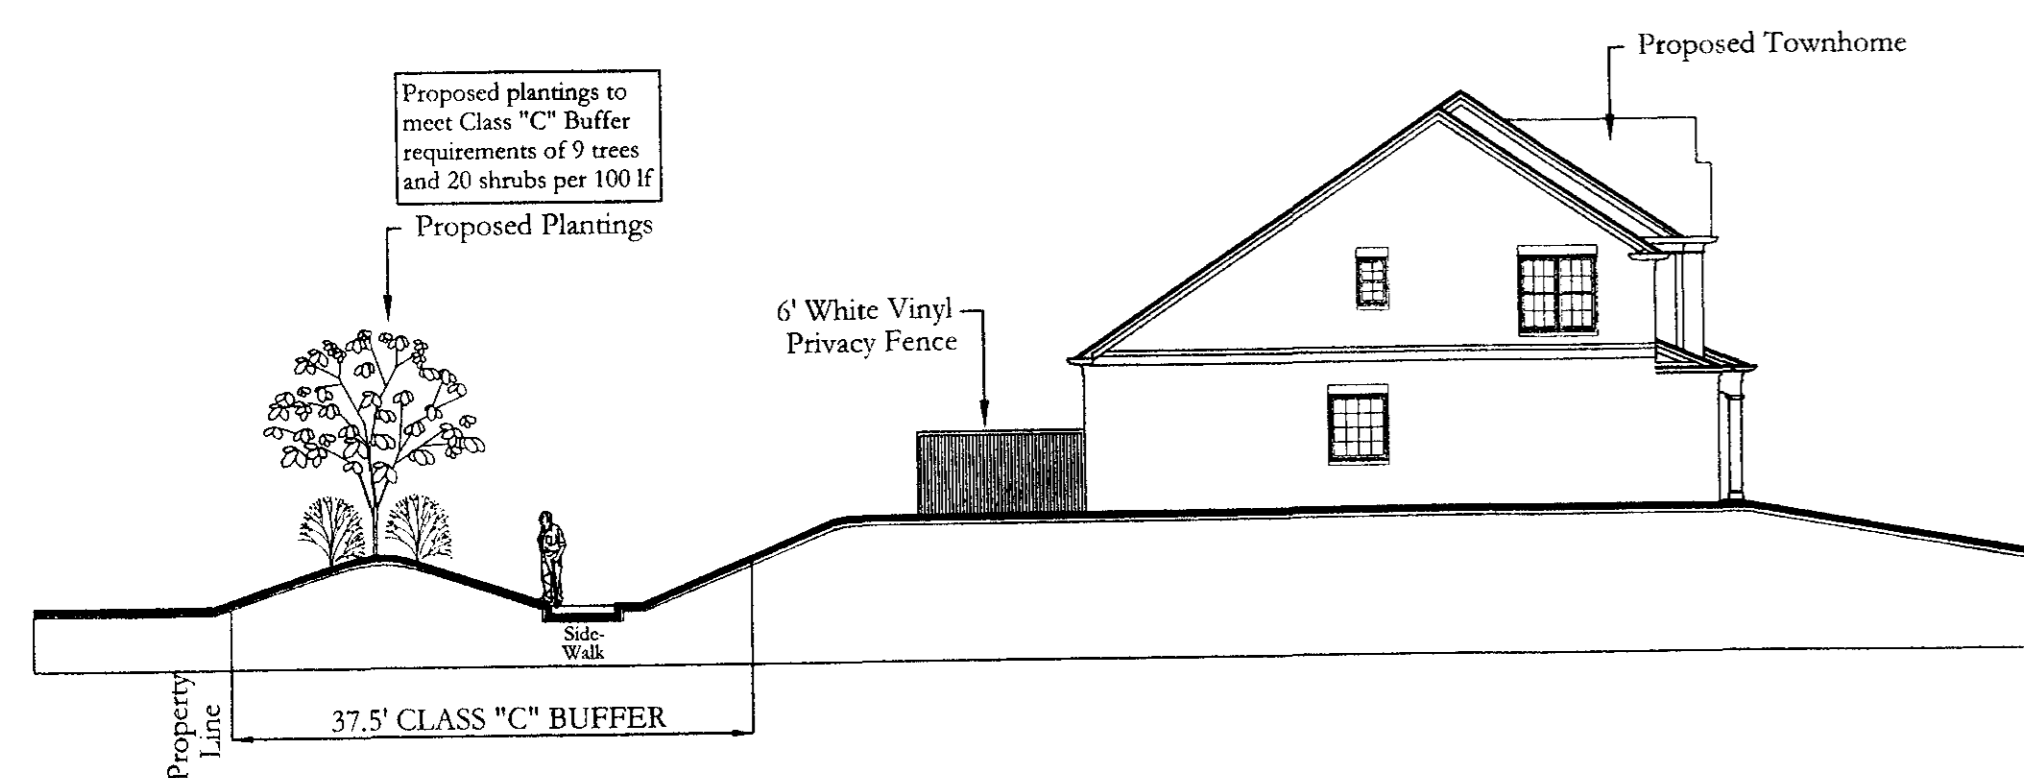 Proposed Townhome
Proposed plantings to
meet Class "C" Buffer
requirements of 9 trees
and 20 shrubs per 100 lf
Proposed Plantings
6' White Vinyl
Privacy Fence
Side-
Walk
Property
Line
37.5' CLASS "C" BUFFER